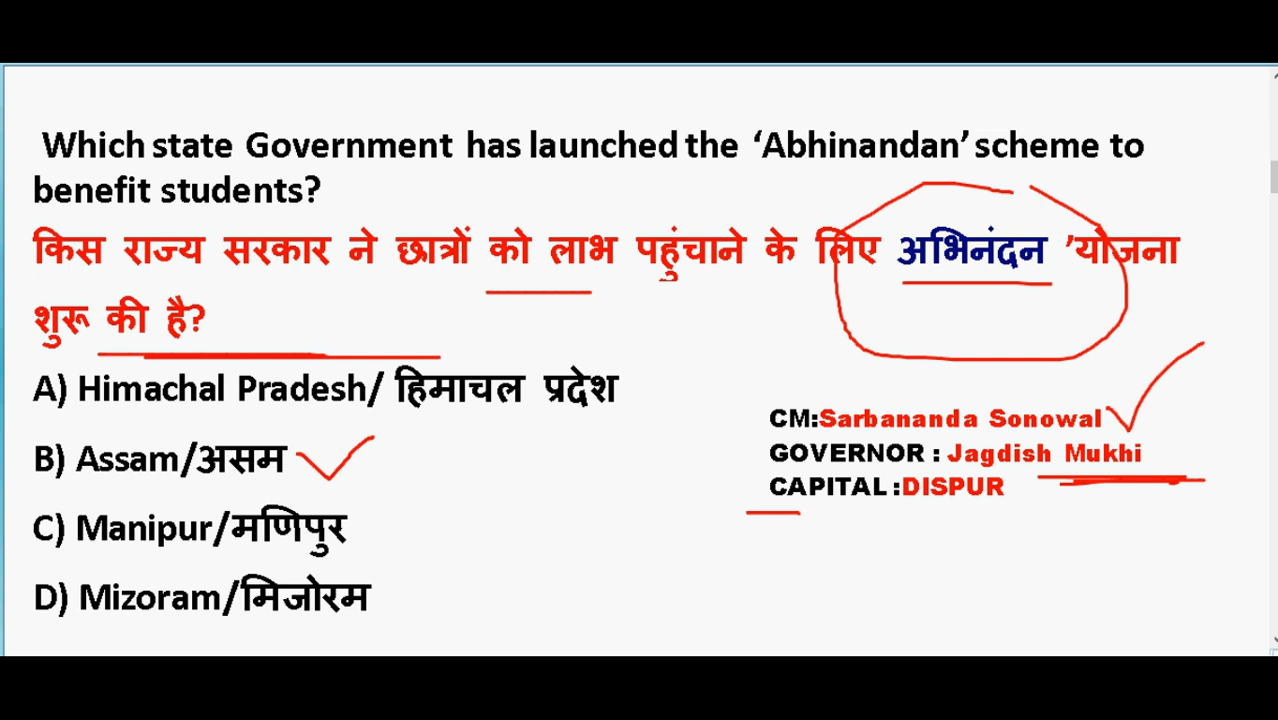 Which state Government has launched the ‘Abhinandan’ scheme to
benefit students?
किस राज्य सरकार ने छात्रों को लाभ पहुंचाने के लिए अभिनंदन ’योजना
शुरू की है?
A) Himachal Pradesh/ हिमाचल प्रदेश
B) Assam/असम
C) Manipur/मणिपुर
D) Mizoram/मिजोरम
CM:Sarbananda Sonowal
GOVERNOR : Jagdish Mukhi
CAPITAL :DISPUR